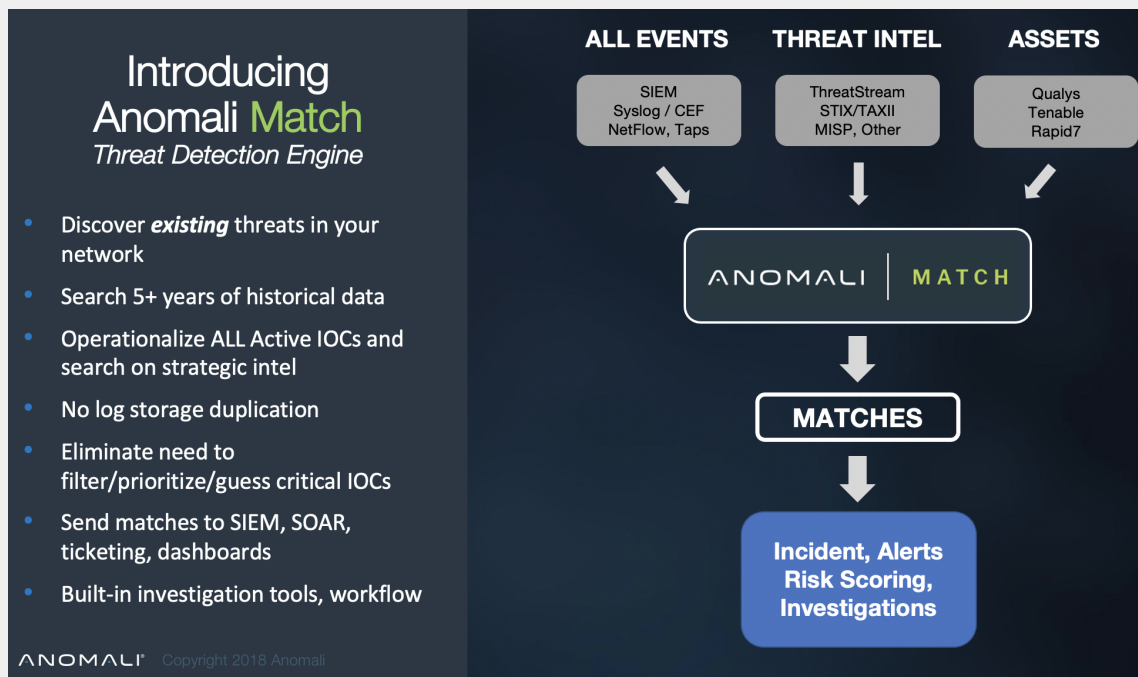 Introducing
Anomali Match
Threat Detection Engine
• Discover existing threats in your
network
• Search 5+ years of historical data
• Operationalize ALL Active IOCs and
search on strategic intel
• No log storage duplication
• Eliminate need to
filter/prioritize/guess critical IOCs
• Send matches to SIEM, SOAR,
ticketing, dashboards
• Built-in investigation tools, workflow
ANOMALI® Copyright 2018 Anomali
ALL EVENTS
SIEM
Syslog / CEF
NetFlow, Taps
THREAT INTEL
ThreatStream
STIX/TAXII
MISP, Other
ASSETS
Qualys
Tenable
Rapid7
ANOMALI | MATCH
MATCHES
Incident, Alerts
Risk Scoring,
Investigations